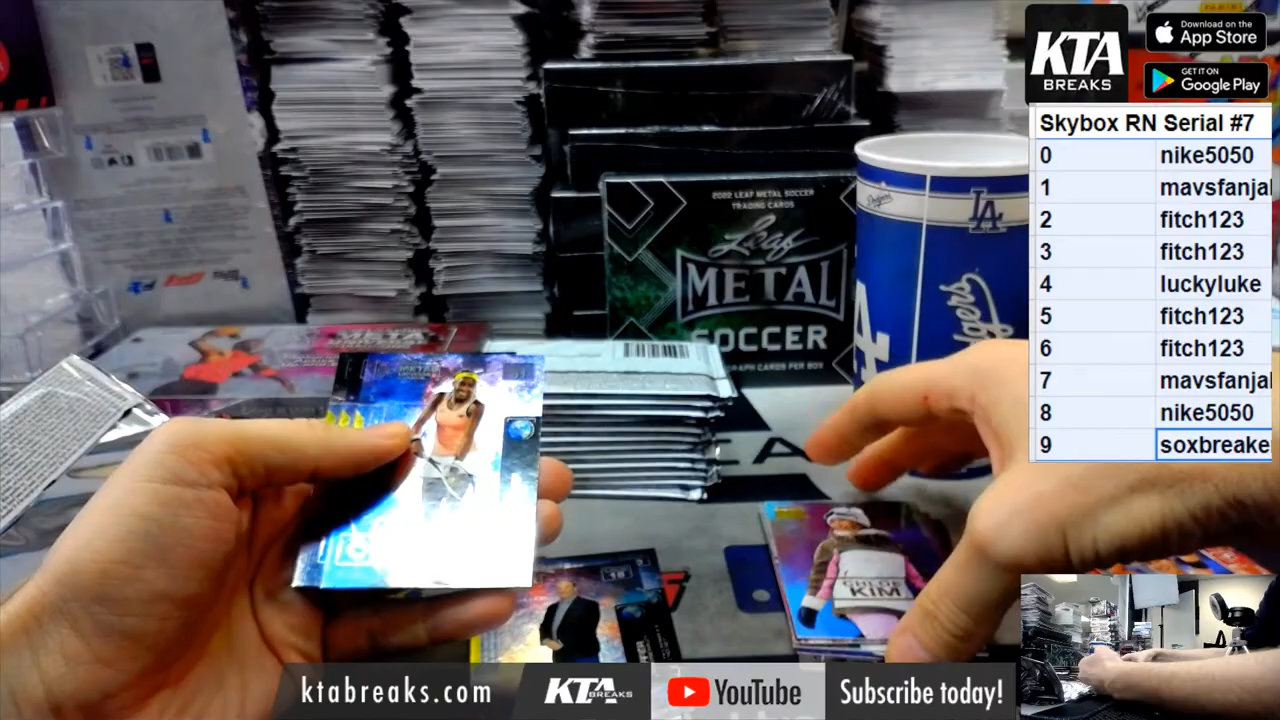 KTA
BREAKS
Download on the
App Store
GET IT ON
Google Play
Skybox RN Serial #7
0 nike5050
1 mavsfanjal
2 fitch123
3 fitch123
4 luckyluke
5 fitch123
6 fitch123
7 mavsfanjal
8 nike5050
9 soxbreake
2022 LEAF METAL SOCCER
TRADING CARDS
Leaf
METAL
SOCCER
Dodgers
LA
METAL
CHLOE
KIM
ktabreaks.com
KTA
BREAKS
YouTube
Subscribe today!